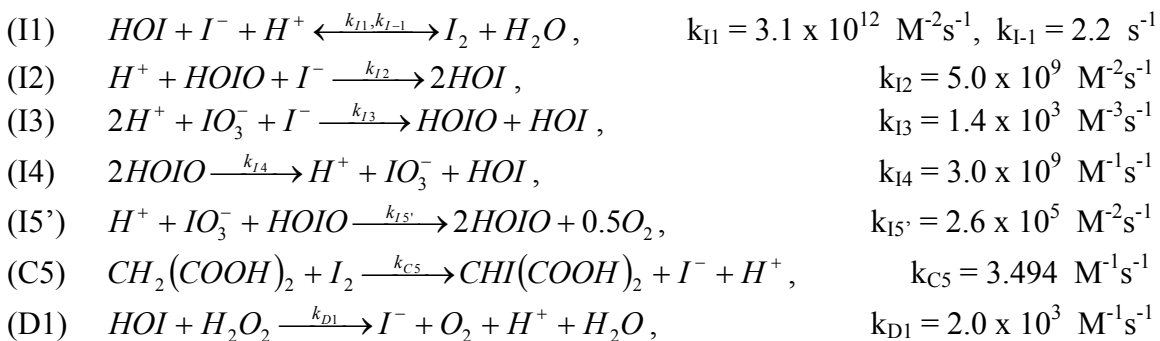 (I1) HOI + I⁻ + H⁺ ←k_I1,k_I-1→ I₂ + H₂O , k_I1 = 3.1 x 10¹² M⁻²s⁻¹, k_I-1 = 2.2 s⁻¹
(I2) H⁺ + HOIO + I⁻ —k_I2→ 2HOI , k_I2 = 5.0 x 10⁹ M⁻²s⁻¹
(I3) 2H⁺ + IO₃⁻ + I⁻ —k_I3→ HOIO + HOI , k_I3 = 1.4 x 10³ M⁻³s⁻¹
(I4) 2HOIO —k_I4→ H⁺ + IO₃⁻ + HOI , k_I4 = 3.0 x 10⁹ M⁻¹s⁻¹
(I5') H⁺ + IO₃⁻ + HOIO —k_I5'→ 2HOIO + 0.5O₂ , k_I5' = 2.6 x 10⁵ M⁻²s⁻¹
(C5) CH₂(COOH)₂ + I₂ —k_C5→ CHI(COOH)₂ + I⁻ + H⁺ , k_C5 = 3.494 M⁻¹s⁻¹
(D1) HOI + H₂O₂ —k_D1→ I⁻ + O₂ + H⁺ + H₂O , k_D1 = 2.0 x 10³ M⁻¹s⁻¹